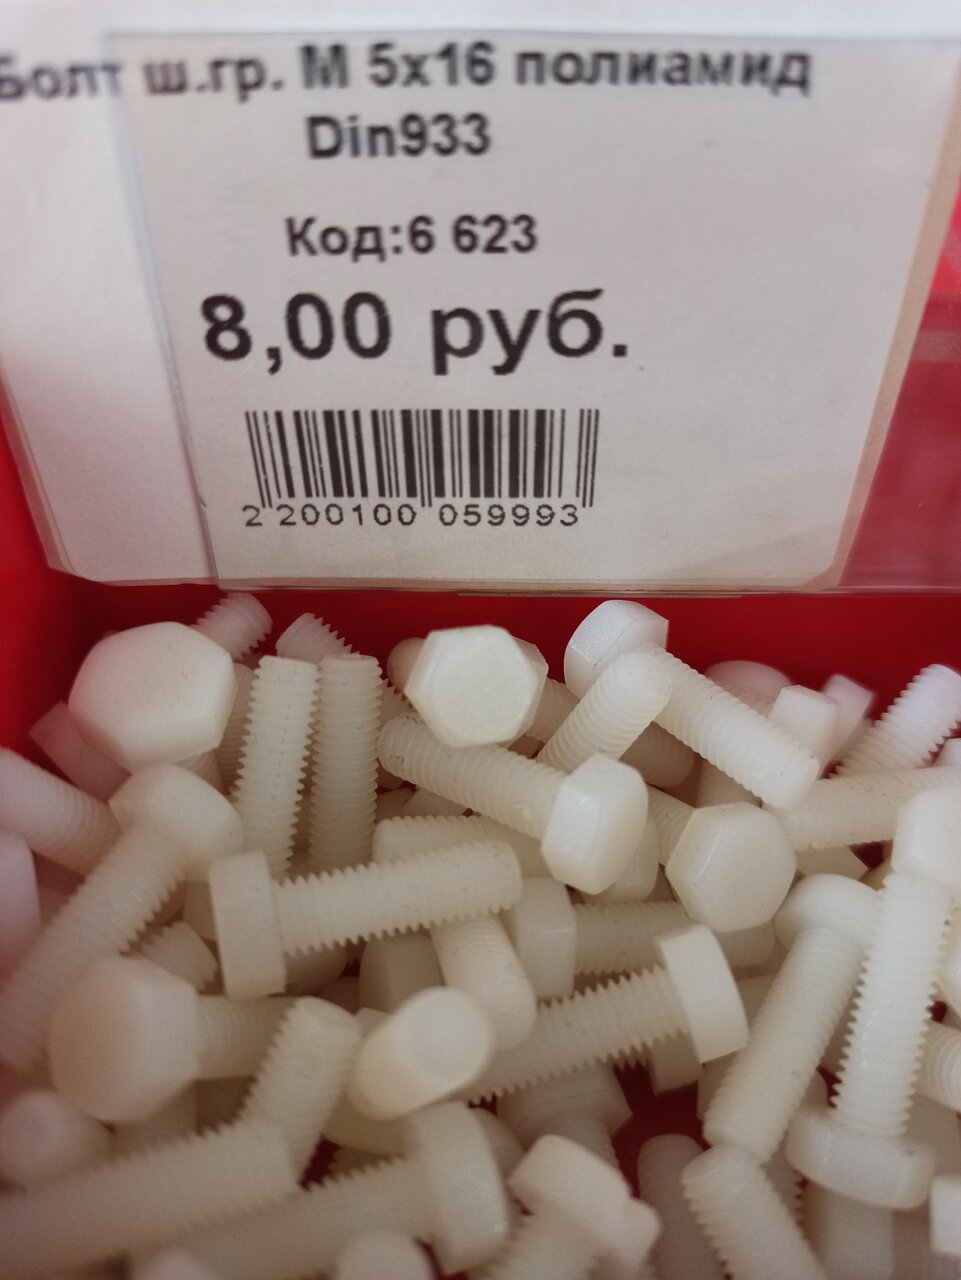 Болт ш.гр. М 5х16 полиамид
Din933
Код:6 623
8,00 руб.
2 200100 059993